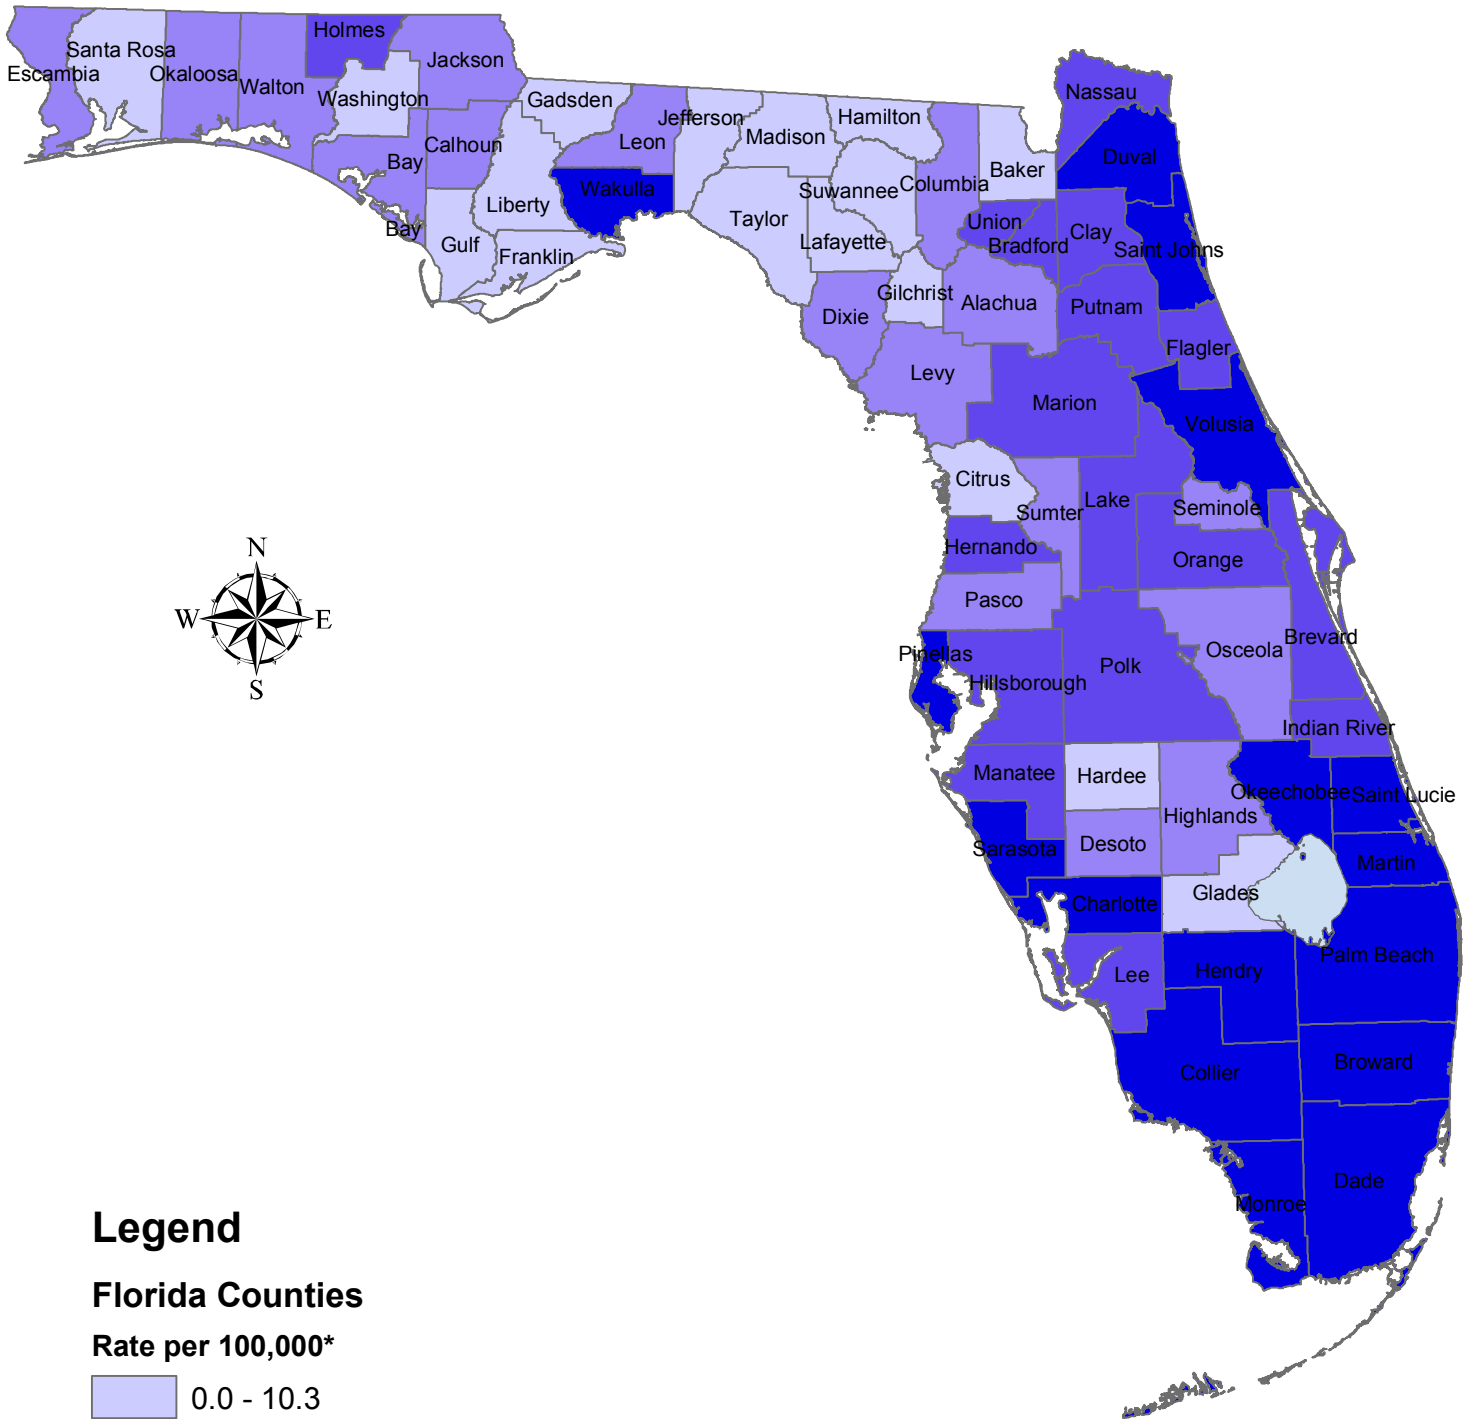 Holmes
Santa Rosa
Jackson
Escambia
Okaloosa
Walton
Washington
Gadsden
Jefferson
Hamilton
Nassau
Madison
Leon
Calhoun
Bay
Duval
Baker
Wakulla
Suwannee
Columbia
Liberty
Taylor
Union
Bay
Clay
Lafayette
Bradford
Saint Johns
Gulf
Franklin
Gilchrist
Alachua
Putnam
Dixie
Flagler
Levy
Marion
Volusia
Citrus
Lake
Seminole
Sumter
Hernando
Orange
N
Pasco
W
E
Brevard
Osceola
Pinellas
Polk
Hillsborough
S
Indian River
Manatee
Hardee
Okeechobee
Saint Lucie
Highlands
Desoto
Sarasota
Martin
Glades
Charlotte
Palm Beach
Hendry
Lee
Broward
Collier
Dade
Monroe
Legend
Florida Counties
Rate per 100,000*
0.0 - 10.3